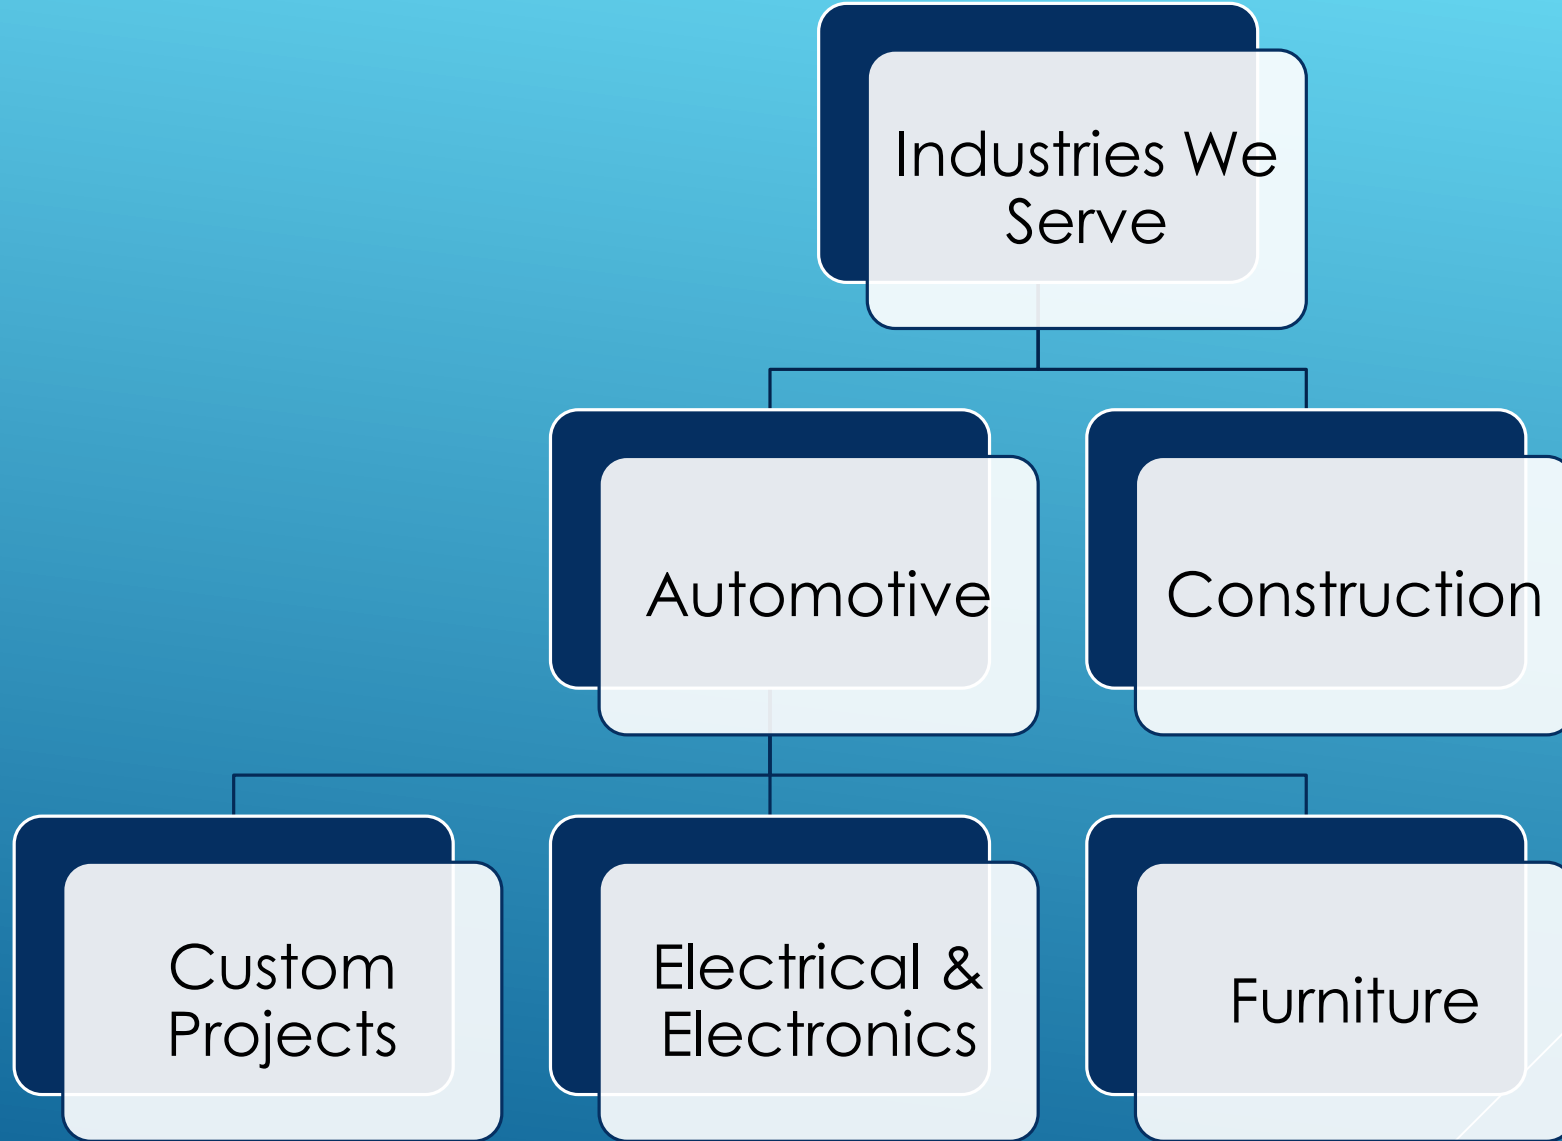 Industries We
Serve
Automotive
Construction
Custom
Projects
Electrical &
Electronics
Furniture